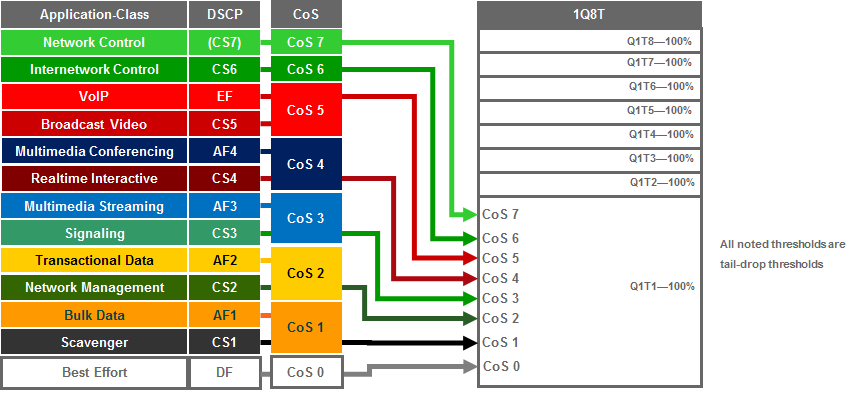 Application-Class DSCP CoS 1Q8T
Network Control (CS7) CoS 7 Q1T8—100%
Internetwork Control CS6 CoS 6 Q1T7—100%
VoIP EF CoS 5 Q1T6—100%
Broadcast Video CS5 Q1T5—100%
Multimedia Conferencing AF4 CoS 4 Q1T4—100%
Realtime Interactive CS4 Q1T3—100%
Q1T2—100%
Multimedia Streaming AF3 CoS 3 CoS 7
Signaling CS3 CoS 6
Transactional Data AF2 CoS 2 CoS 5
CoS 4
Network Management CS2 Q1T1—100%
CoS 3
Bulk Data AF1 CoS 1 CoS 2
Scavenger CS1 CoS 1
Best Effort DF CoS 0 CoS 0
All noted thresholds are
tail-drop thresholds